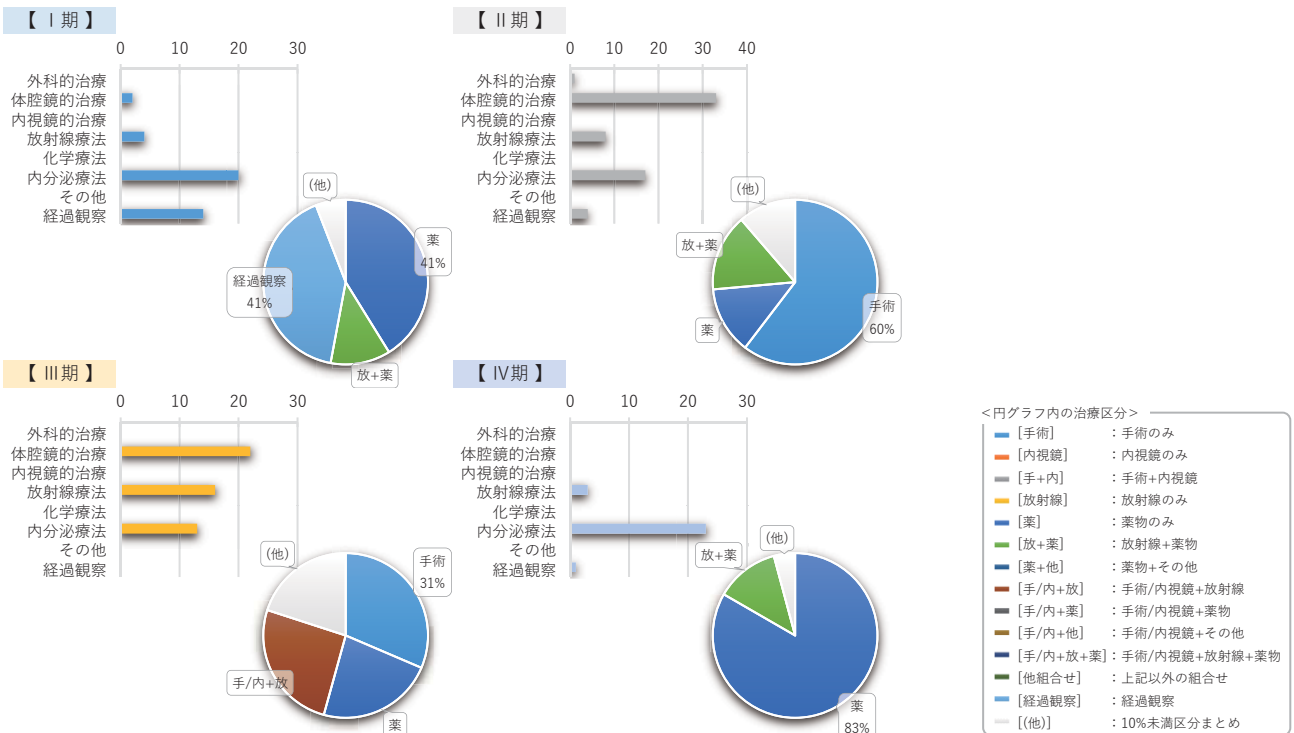 【 Ⅰ期 】
0 10 20 30
外科的治療
体腔鏡的治療
内視鏡的治療
放射線療法
化学療法
内分泌療法
その他
経過観察
(他)
薬
41%
経過観察
41%
放+薬
【 Ⅱ期 】
0 10 20 30 40
外科的治療
体腔鏡的治療
内視鏡的治療
放射線療法
化学療法
内分泌療法
その他
経過観察
(他)
放+薬
薬
手術
60%
【 Ⅲ期 】
0 10 20 30
外科的治療
体腔鏡的治療
内視鏡的治療
放射線療法
化学療法
内分泌療法
その他
経過観察
(他)
手術
31%
手/内+放
薬
【 Ⅳ期 】
0 10 20 30
外科的治療
体腔鏡的治療
内視鏡的治療
放射線療法
化学療法
内分泌療法
その他
経過観察
(他)
放+薬
薬
83%
<円グラフ内の治療区分>
[手術] :手術のみ
[内視鏡] :内視鏡のみ
[手+内] :手術+内視鏡
[放射線] :放射線のみ
[薬] :薬物のみ
[放+薬] :放射線+薬物
[薬+他] :薬物+その他
[手/内+放] :手術/内視鏡+放射線
[手/内+薬] :手術/内視鏡+薬物
[手/内+他] :手術/内視鏡+その他
[手/内+放+薬] :手術/内視鏡+放射線+薬物
[他組合せ] :上記以外の組合せ
[経過観察] :経過観察
[(他)] :10%未満区分まとめ